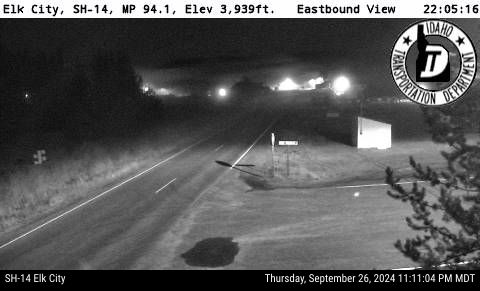 Elk City, SH-14, MP 94.1, Elev 3,939ft. Eastbound View 22:05:16
IDAHO
TRANSPORTATION DEPARTMENT
SH-14 Elk City Thursday, September 26, 2024 11:11:04 PM MDT